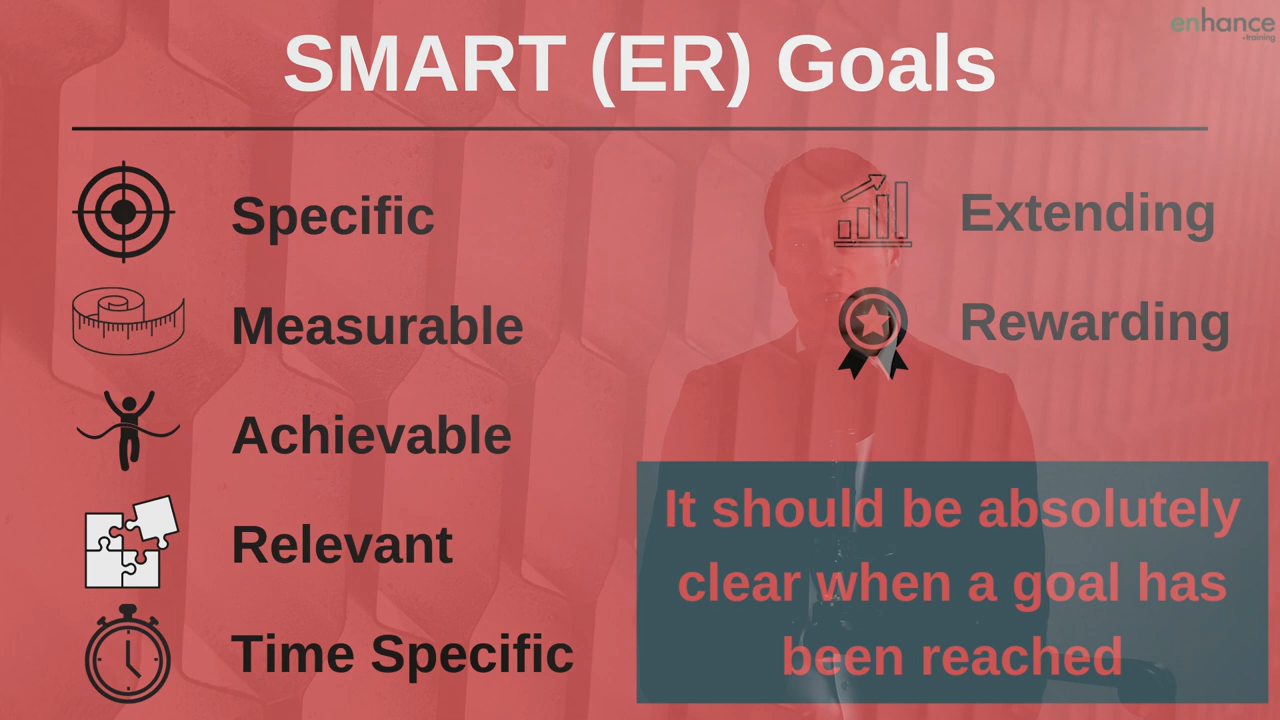 enhance
training
SMART (ER) Goals
Specific
Measurable
Achievable
Relevant
Time Specific
Extending
Rewarding
It should be absolutely
clear when a goal has
been reached